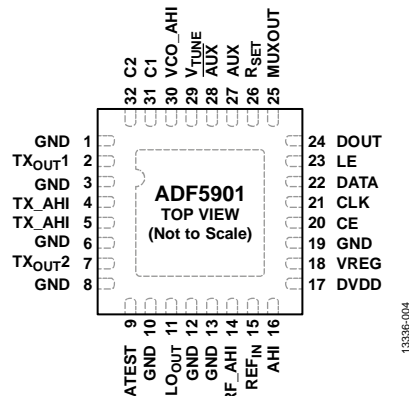 32 C2
31 C1
30 VCO_AHI
29 VTUNE
28 AUX
27 AUX
26 RSET
25 MUXOUT
GND 1
TXOUT1 2
GND 3
TX_AHI 4
TX_AHI 5
GND 6
TXOUT2 7
GND 8
ADF5901
TOP VIEW
(Not to Scale)
24 DOUT
23 LE
22 DATA
21 CLK
20 CE
19 GND
18 VREG
17 DVDD
ATEST 9
GND 10
LOOUT 11
GND 12
GND 13
RF_AHI 14
REFIN 15
AHI 16
13336-004